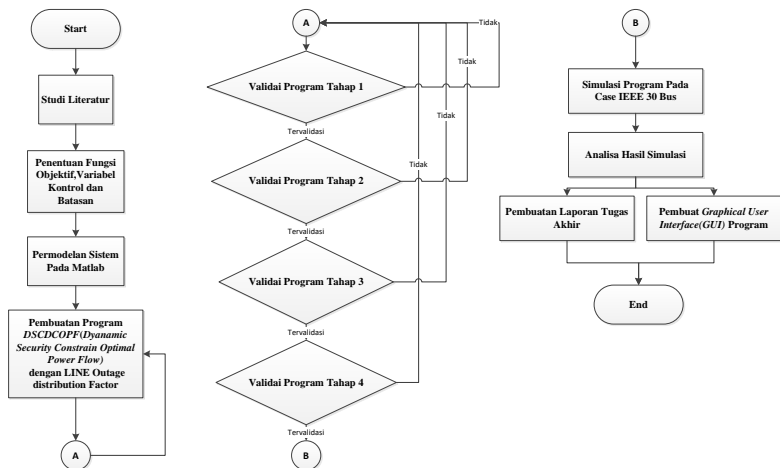 Start
Studi Literatur
Penentuan Fungsi
Objektif,Variabel
Kontrol dan
Batasan
Permodelan Sistem
Pada Matlab
Pembuatan Program
DSCDCOPF(Dyanamic
Security Constrain Optimal
Power Flow)
dengan LINE Outage
distribution Factor
A
A
Validai Program Tahap 1
Tidak
Tervalidasi
Validai Program Tahap 2
Tidak
Tervalidasi
Validai Program Tahap 3
Tidak
Tervalidasi
Validai Program Tahap 4
Tidak
Tervalidasi
B
B
Simulasi Program Pada
Case IEEE 30 Bus
Analisa Hasil Simulasi
Pembuatan Laporan Tugas
Akhir
Pembuat Graphical User
Interface(GUI) Program
End